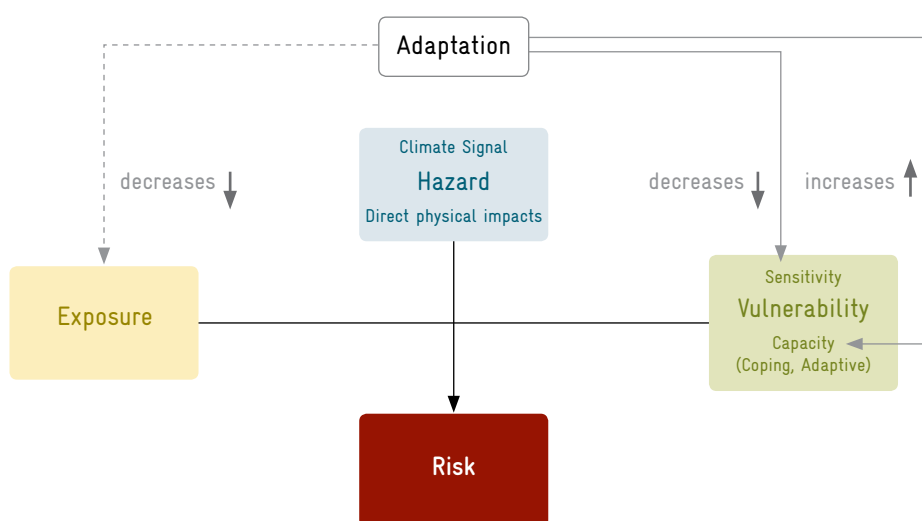 Adaptation
Climate Signal
Hazard
Direct physical impacts
decreases
decreases
increases
Exposure
Sensitivity
Vulnerability
Capacity
(Coping, Adaptive)
Risk